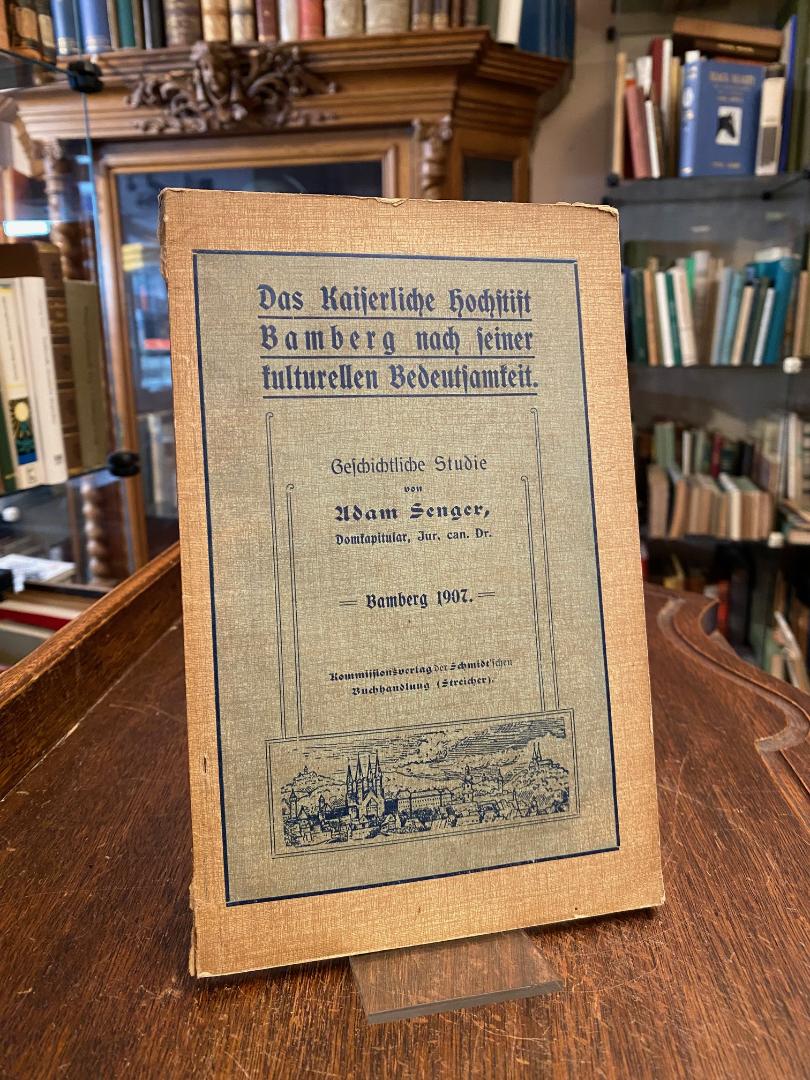 Das Kaiſerliche Hochſtift
Bamberg nach ſeiner
kulturellen Bedeutſamkeit.
Geſchichtliche Studie
von
Adam Senger,
Domkapitular, Jur. can. Dr.
Bamberg 1907.
Kommiſſionsverlag der Schmidt'ſchen
Buchhandlung (Streicher).